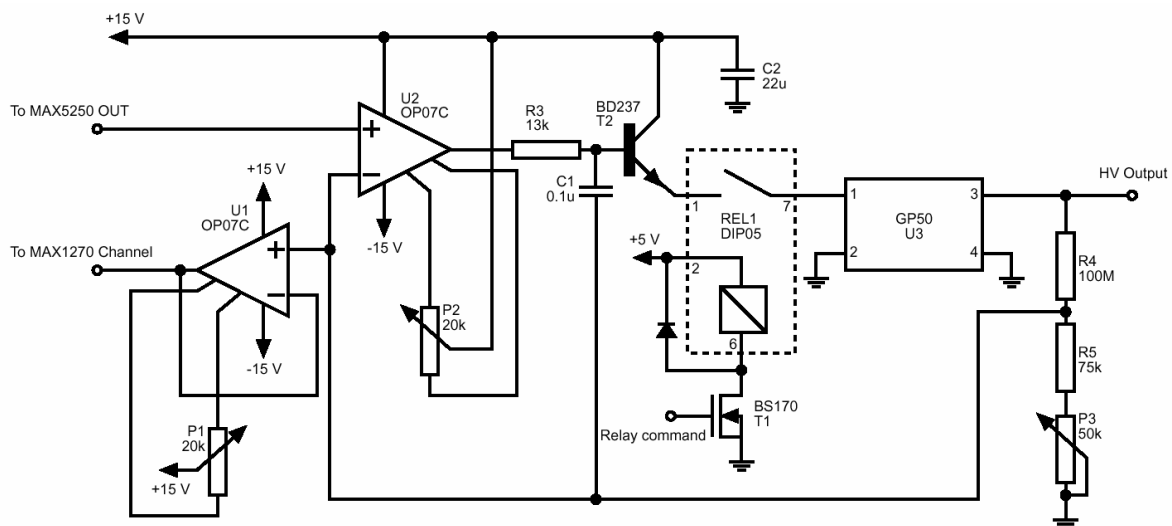 +15 V
C2
22u
To MAX5250 OUT
U2
OP07C
R3
13k
BD237
T2
+
−
C1
0.1u
-15 V
+15 V
U1
OP07C
To MAX1270 Channel
+
−
-15 V
P2
20k
P1
20k
+15 V
1
7
REL1
DIP05
+5 V
2
6
BS170
T1
Relay command
1
2
GP50
U3
3
4
HV Output
R4
100M
R5
75k
P3
50k